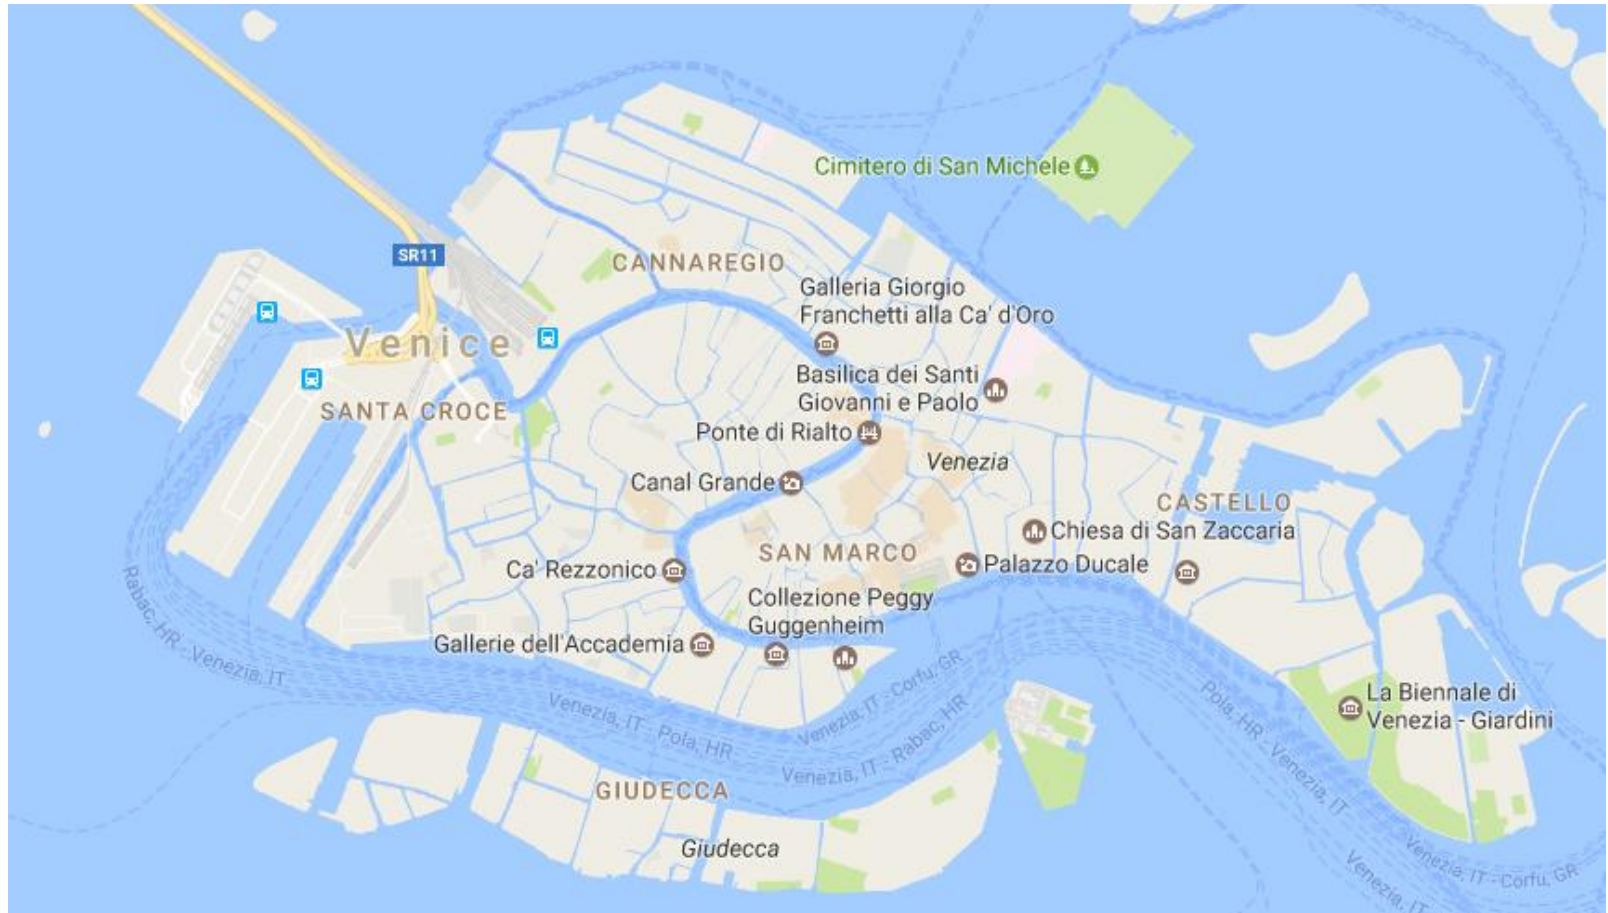 Cimitero di San Michele
SR11
CANNAREGIO
Galleria Giorgio
Franchetti alla Ca' d'Oro
Venice
Basilica dei Santi
Giovanni e Paolo
SANTA CROCE
Ponte di Rialto
Venezia
Canal Grande
CASTELLO
Chiesa di San Zaccaria
SAN MARCO
Palazzo Ducale
Ca' Rezzonico
Collezione Peggy
Guggenheim
Gallerie dell'Accademia
Rabac, HR - Venezia, IT
Venezia, IT - Pola, HR
Venezia, IT - Corfu, GR
Venezia, IT - Rabac, HR
Pola, HR - Venezia, IT
La Biennale di
Venezia - Giardini
GIUDECCA
Giudecca
Venezia, IT - Corfu, GR
Venezia, IT